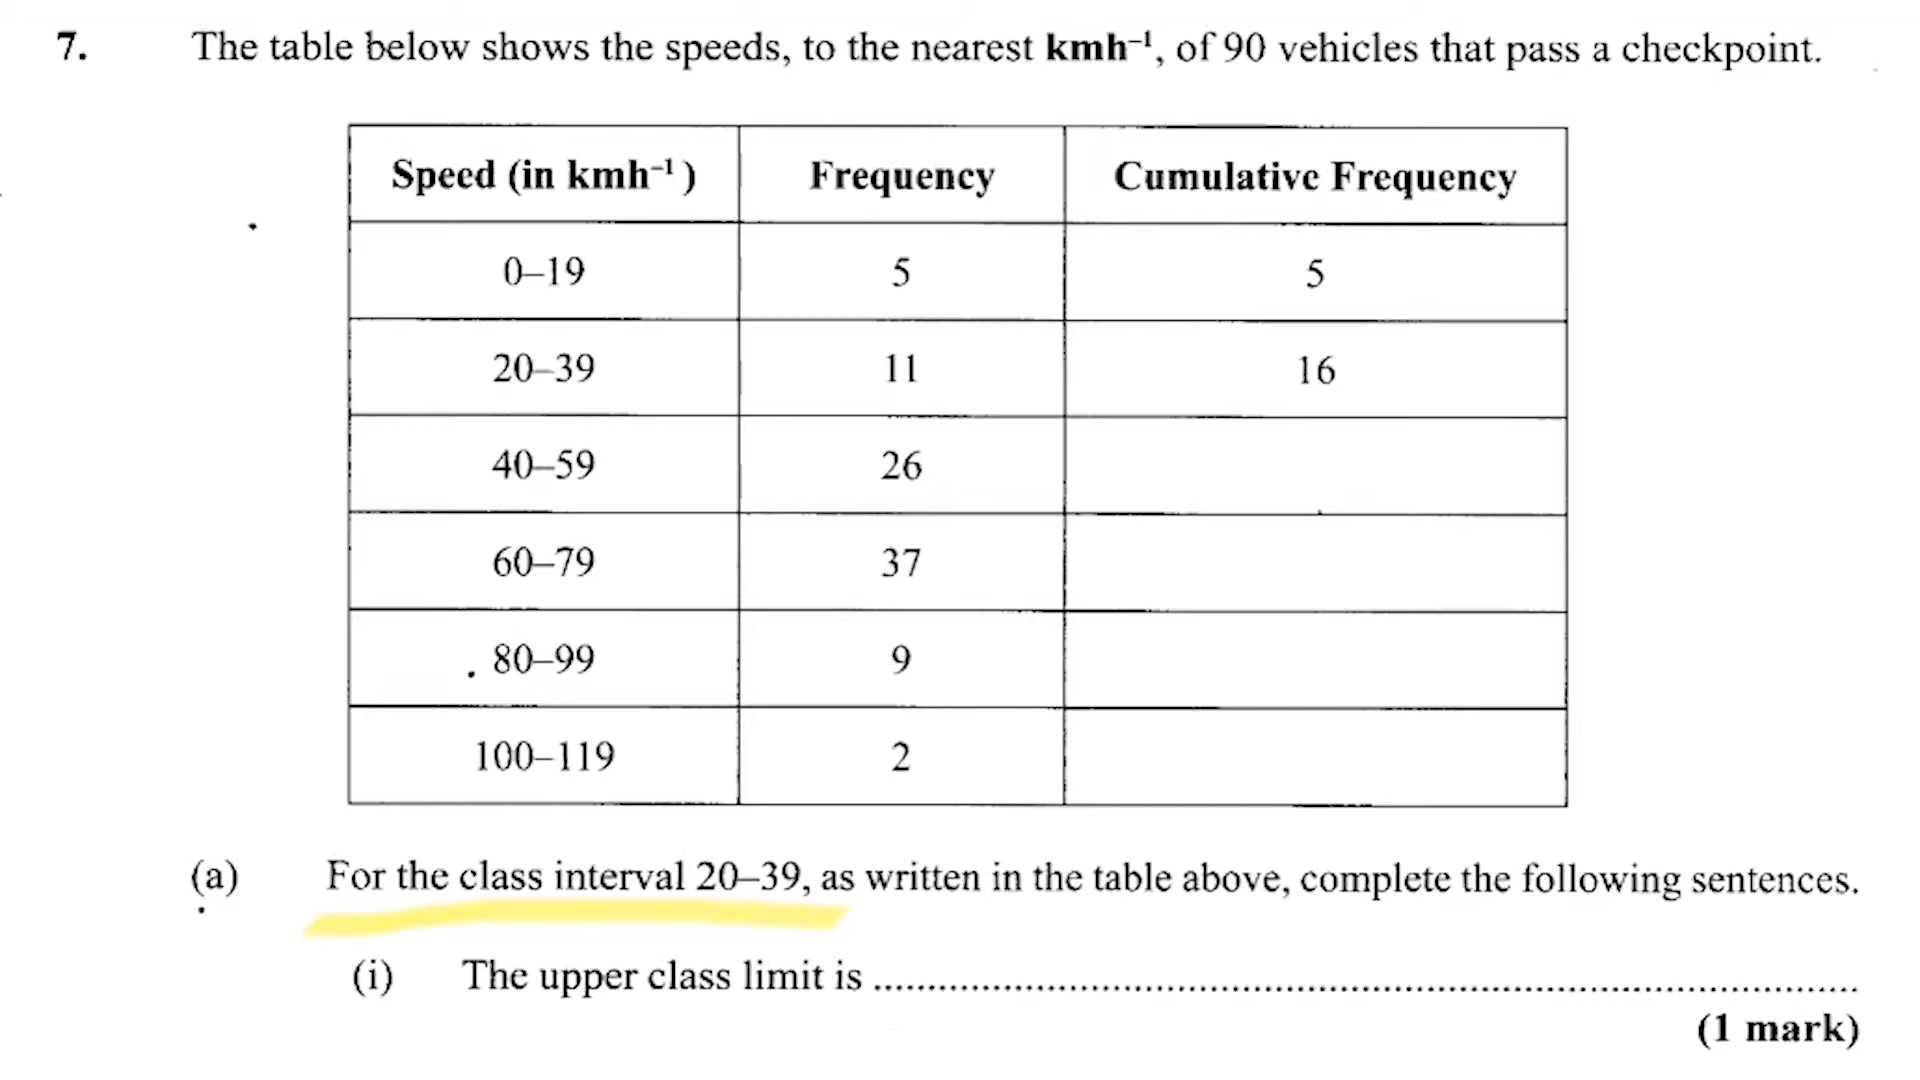 7. The table below shows the speeds, to the nearest kmh⁻¹, of 90 vehicles that pass a checkpoint.
Speed (in kmh⁻¹) Frequency Cumulative Frequency
0–19 5 5
20–39 11 16
40–59 26
60–79 37
80–99 9
100–119 2
(a) For the class interval 20–39, as written in the table above, complete the following sentences.
(i) The upper class limit is ....................................................................................................
(1 mark)